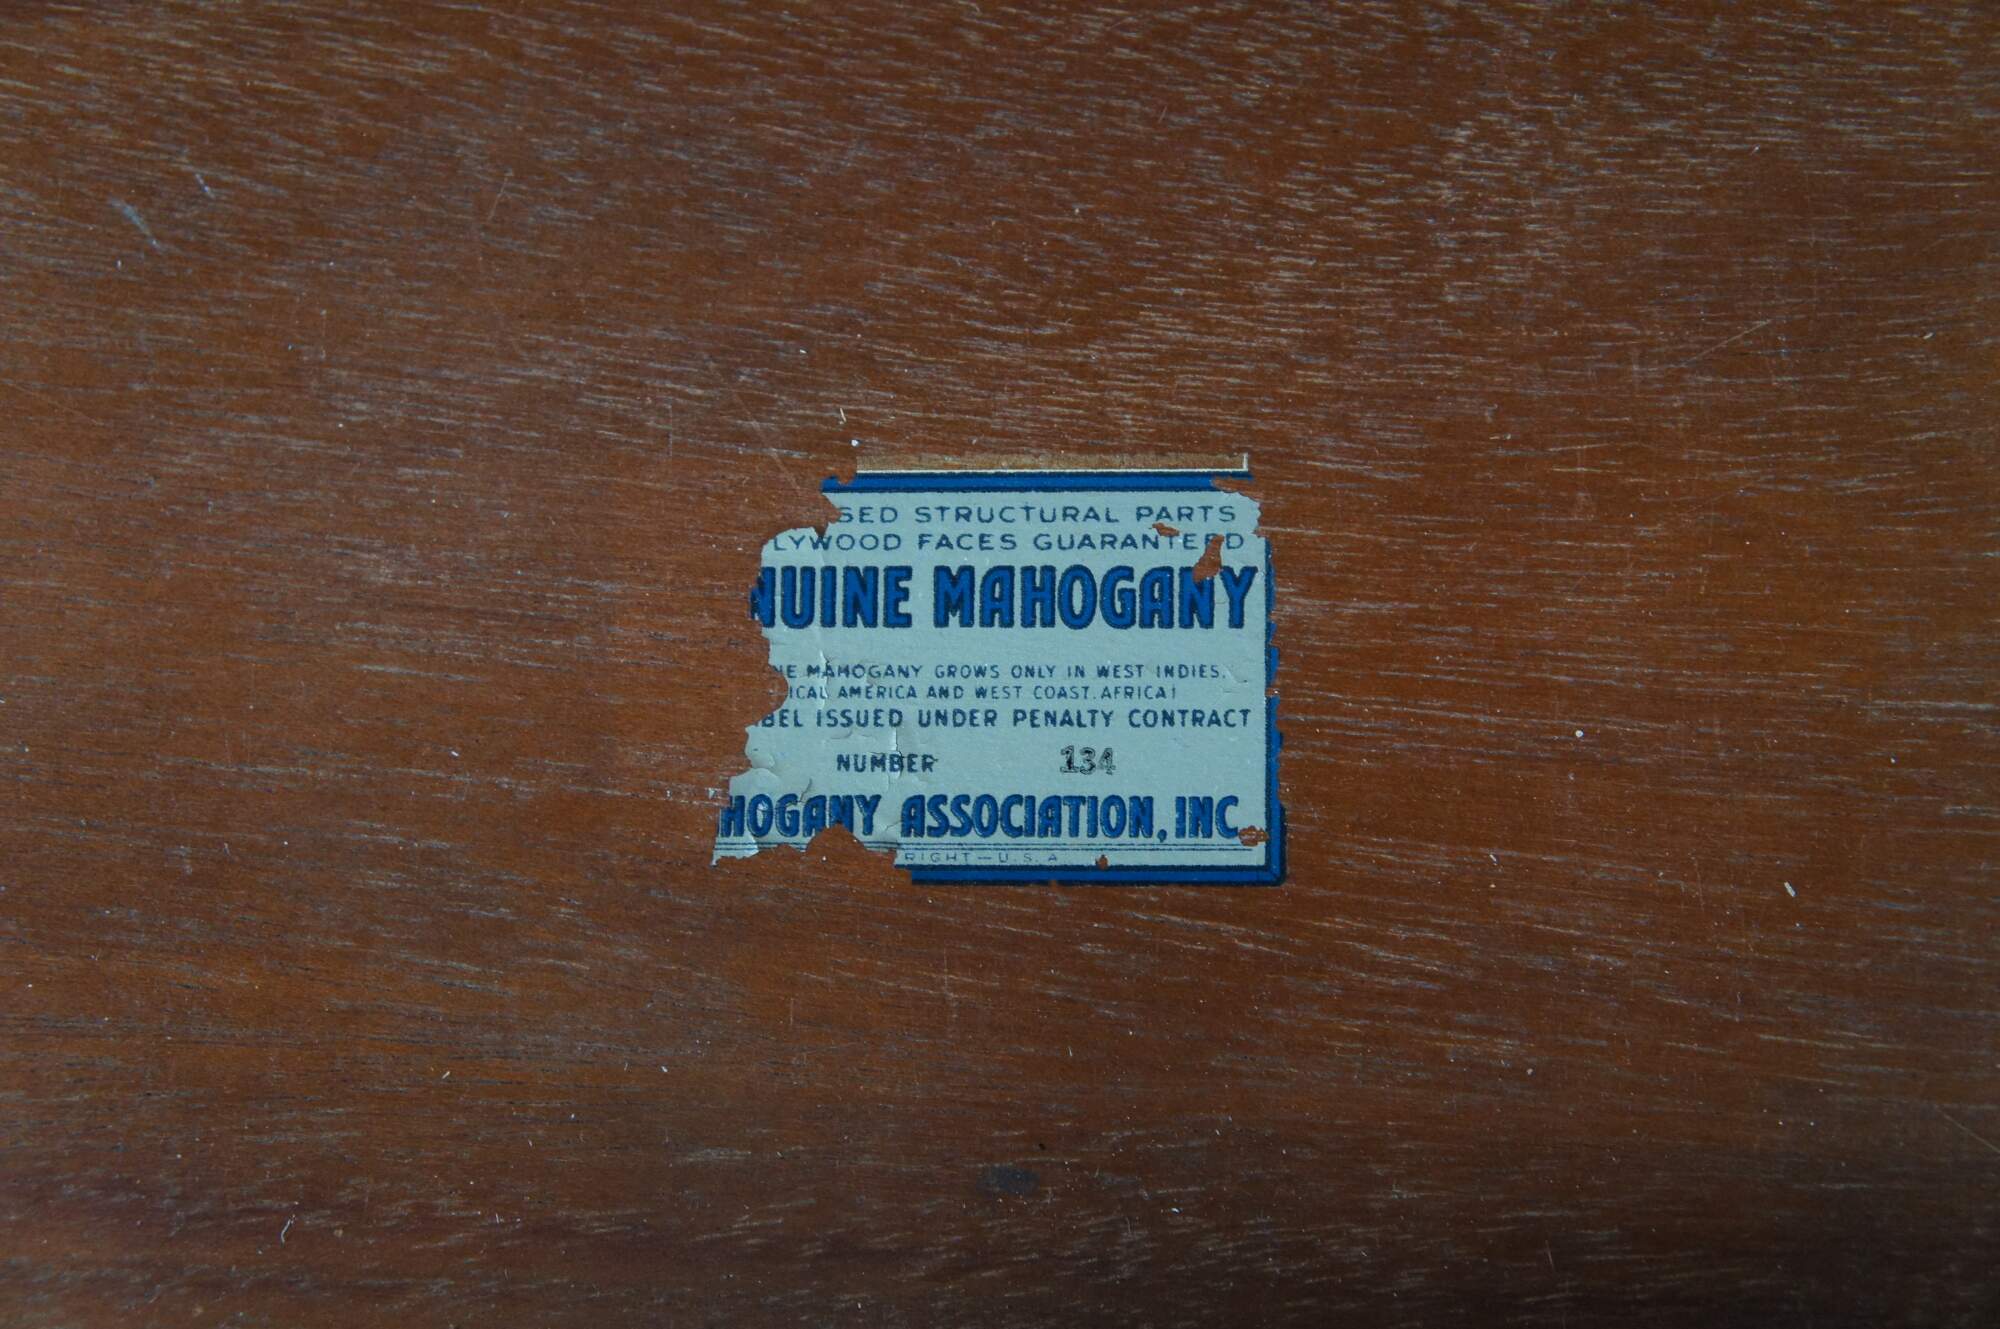 SED STRUCTURAL PARTS
LYWOOD FACES GUARANTEED
NUINE MAHOGANY
NE MAHOGANY GROWS ONLY IN WEST INDIES,
ICAL AMERICA AND WEST COAST, AFRICA)
BEL ISSUED UNDER PENALTY CONTRACT
NUMBER 134
HOGANY ASSOCIATION, INC.
RIGHT—U.S.A